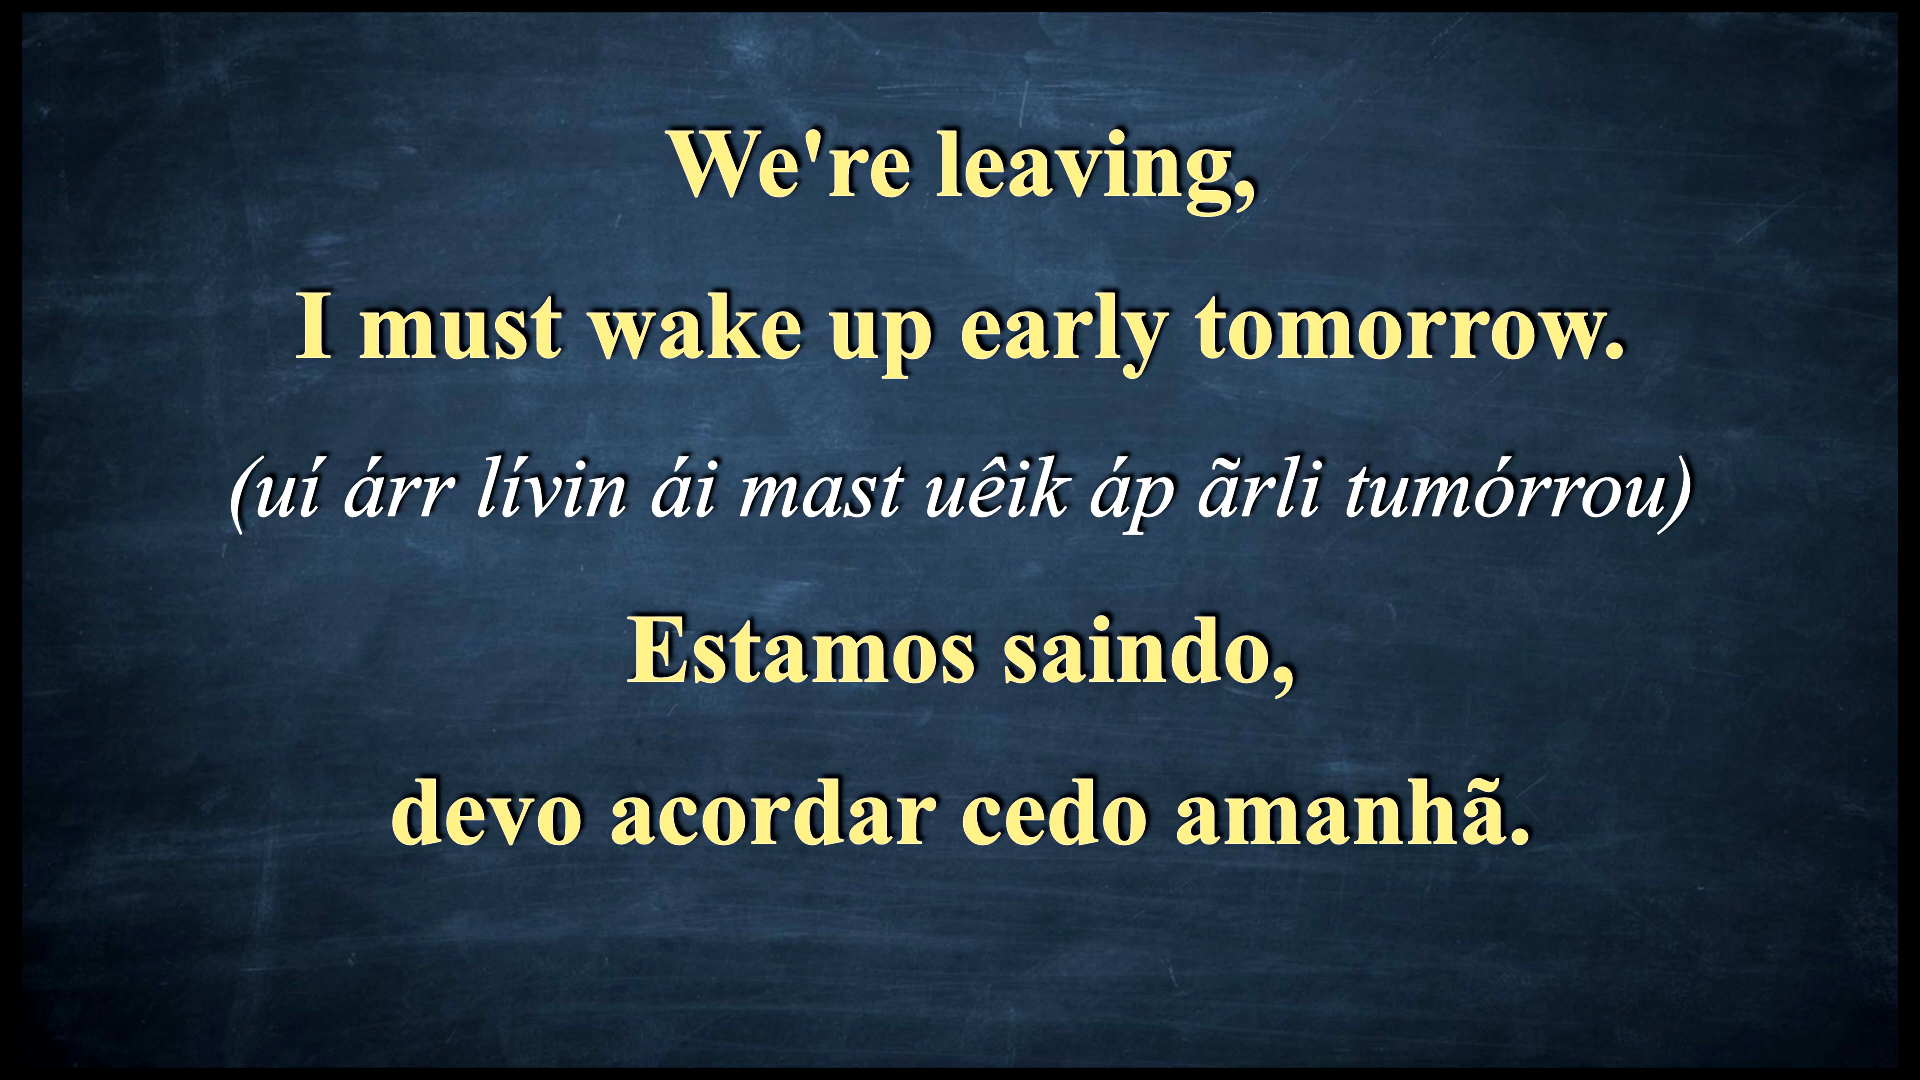 We're leaving,
I must wake up early tomorrow.
(uí árr lívin ái mast uêik áp ãrli tumórrou)
Estamos saindo,
devo acordar cedo amanhã.